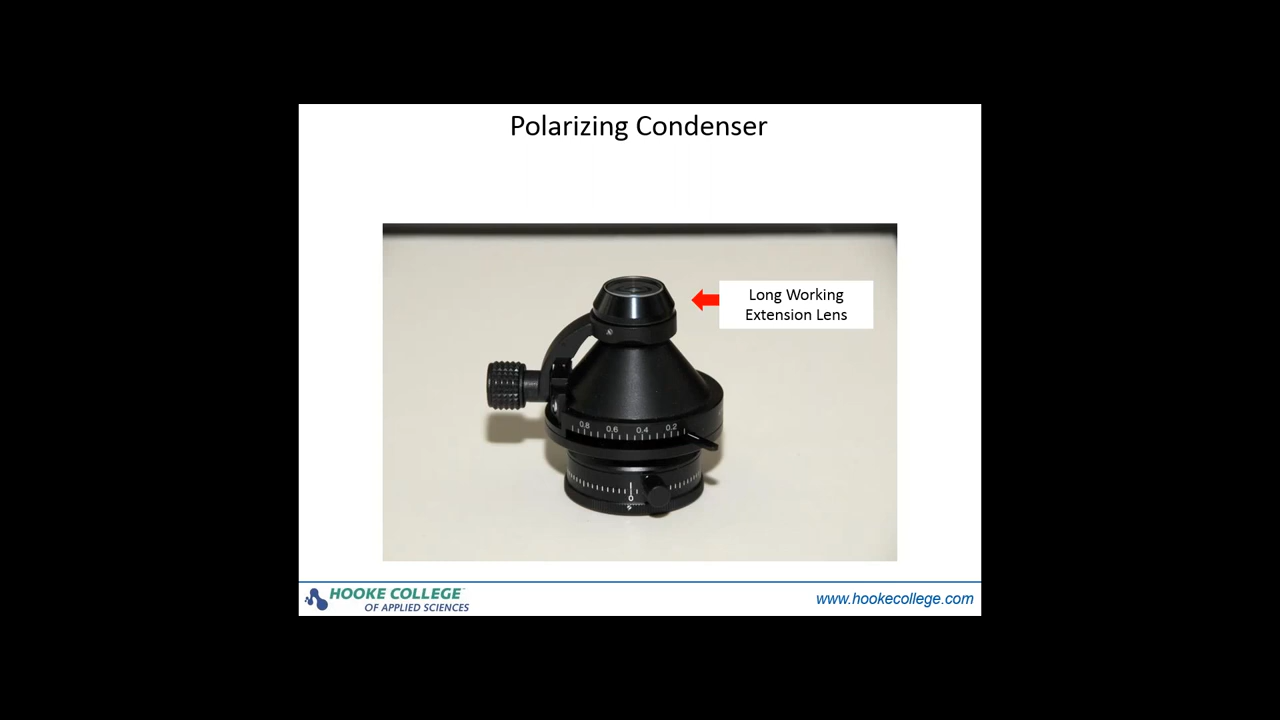 Polarizing Condenser
Long Working
Extension Lens
0.8 0.6 0.4 0.2
0
HOOKE COLLEGE
OF APPLIED SCIENCES
www.hookecollege.com